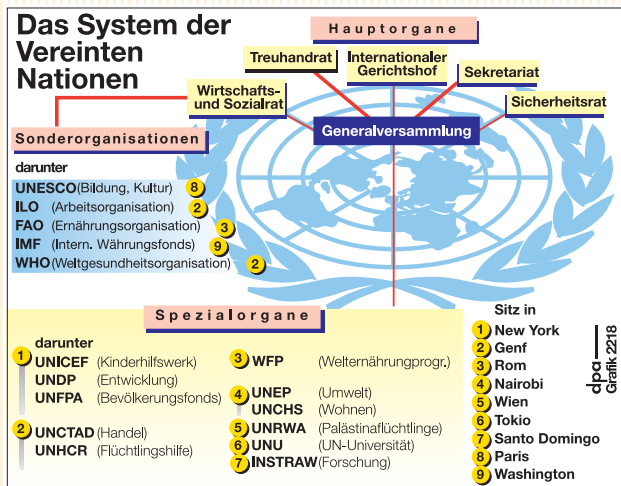 Das System der
Vereinten
Nationen
Hauptorgane
Treuhandrat
Internationaler
Gerichtshof
Sekretariat
Wirtschafts-
und Sozialrat
Sicherheitsrat
Generalversammlung
Sonderorganisationen
darunter
UNESCO (Bildung, Kultur) 8
ILO (Arbeitsorganisation) 2
FAO (Ernährungsorganisation) 3
IMF (Intern. Währungsfonds) 9
WHO (Weltgesundheitsorganisation) 2
Spezialorgane
darunter
1 UNICEF (Kinderhilfswerk)
UNDP (Entwicklung)
UNFPA (Bevölkerungsfonds)
2 UNCTAD (Handel)
UNHCR (Flüchtlingshilfe)
3 WFP (Welternährungprogr.)
4 UNEP (Umwelt)
UNCHS (Wohnen)
5 UNRWA (Palästinaflüchtlinge)
6 UNU (UN-Universität)
7 INSTRAW (Forschung)
Sitz in
1 New York
2 Genf
3 Rom
4 Nairobi
5 Wien
6 Tokio
7 Santo Domingo
8 Paris
9 Washington
dpa
Grafik 2218